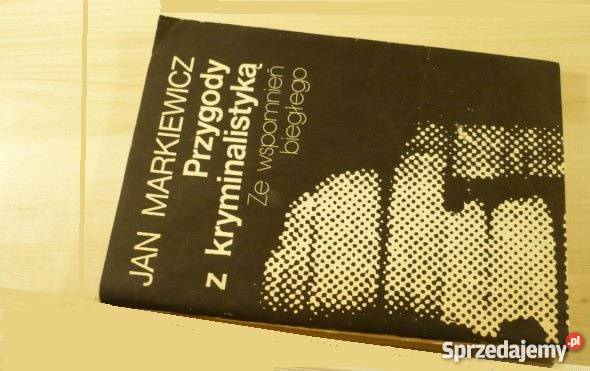 JAN MARKIEWICZ
Przygody
z kryminalistyką
Ze wspomnień
biegłego
Sprzedajemy.pl